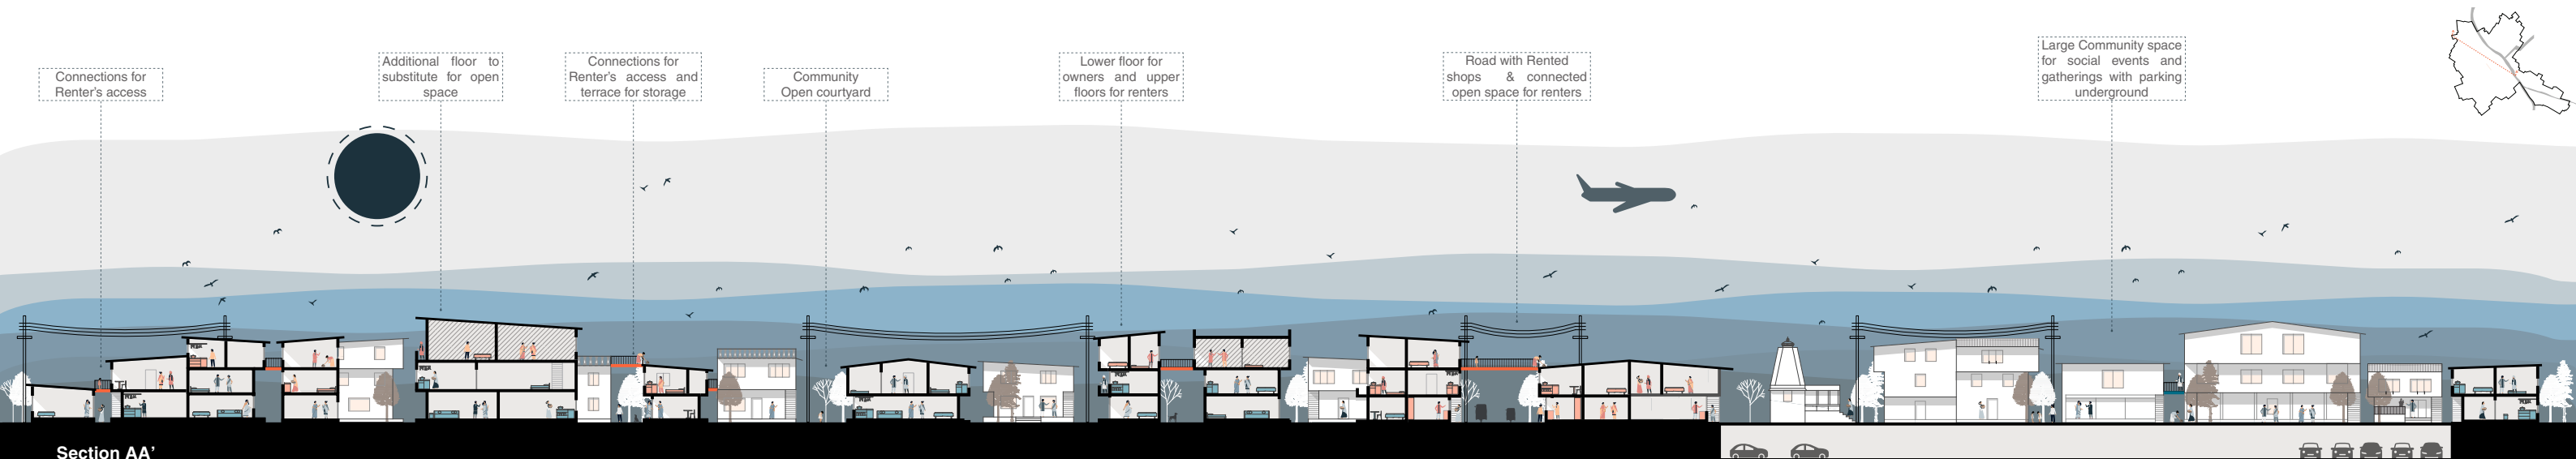 Connections for
Renter's access
Additional floor to
substitute for open
space
Connections for
Renter's access and
terrace for storage
Community
Open courtyard
Lower floor for
owners and upper
floors for renters
Road with Rented
shops & connected
open space for renters
Large Community space
for social events and
gatherings with parking
underground
Section AA'